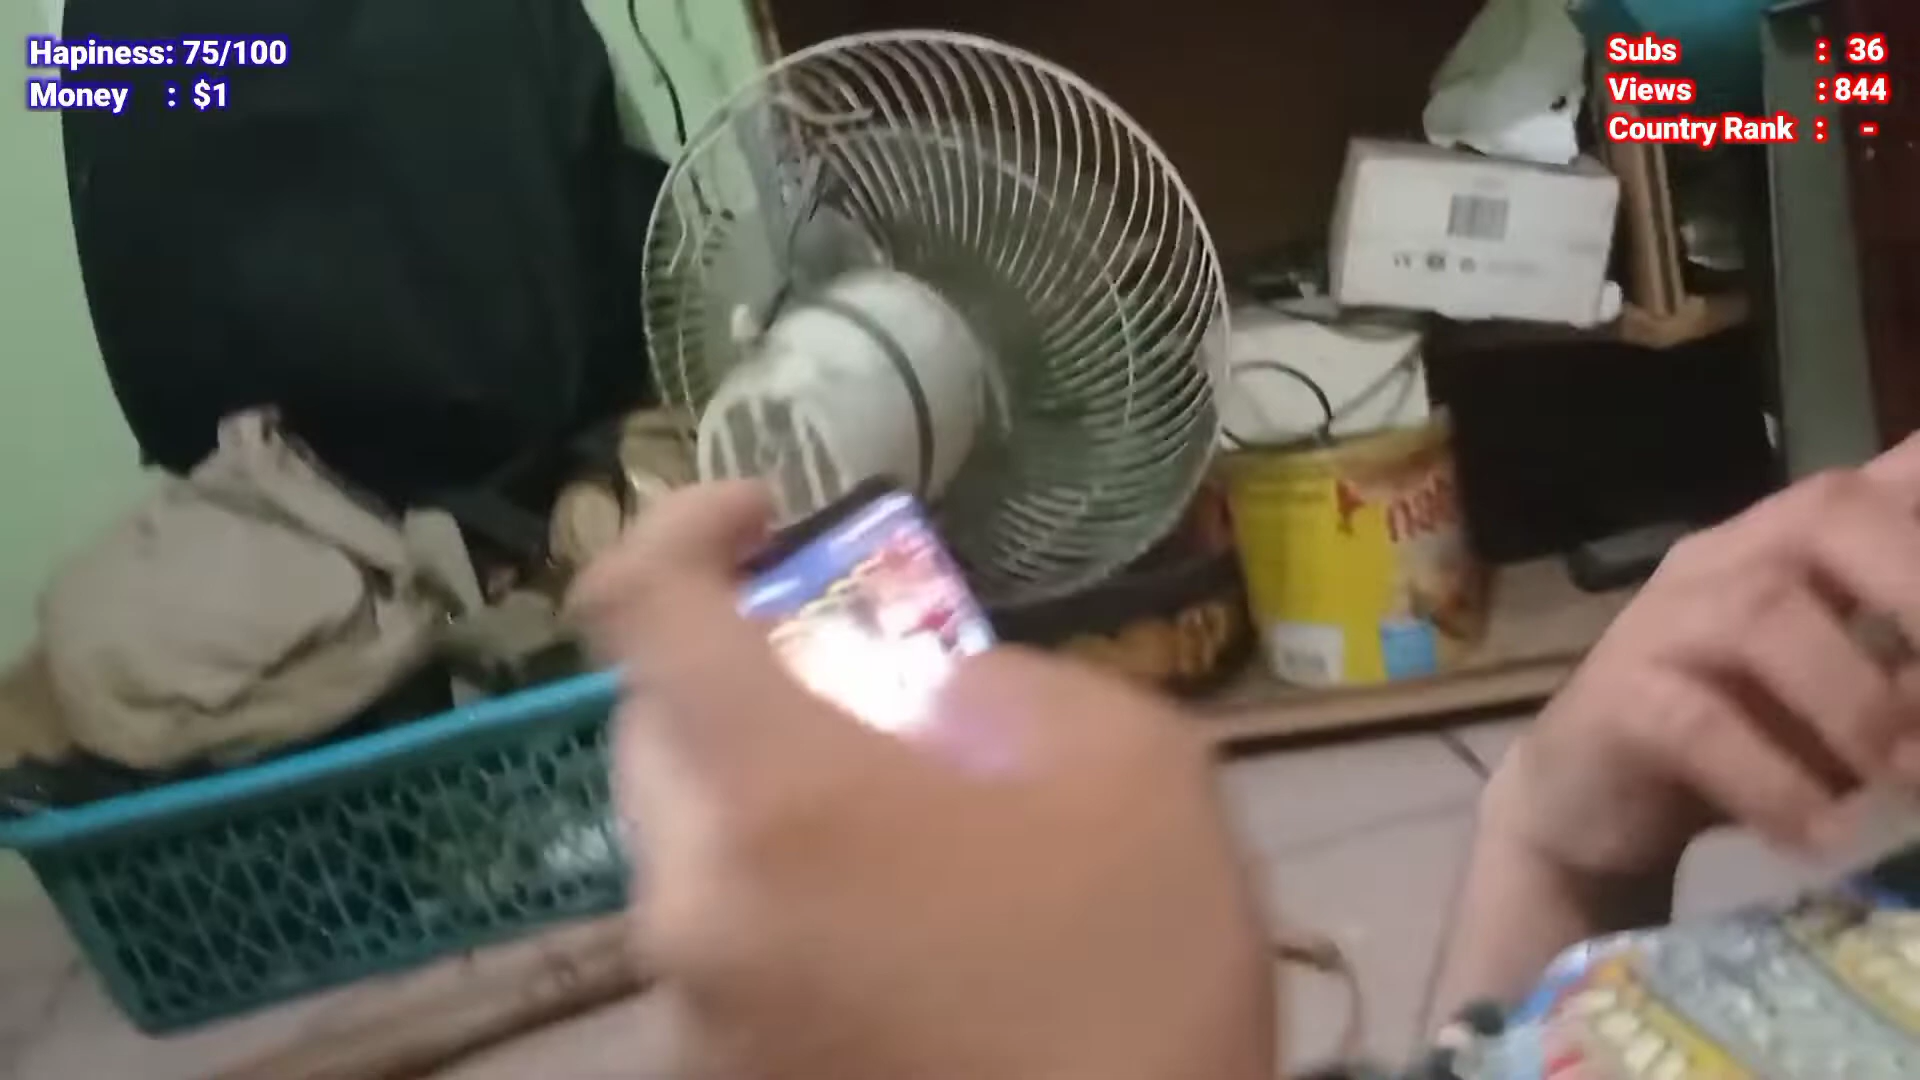 Hapiness: 75/100
Money : $1
Subs : 36
Views : 844
Country Rank : -